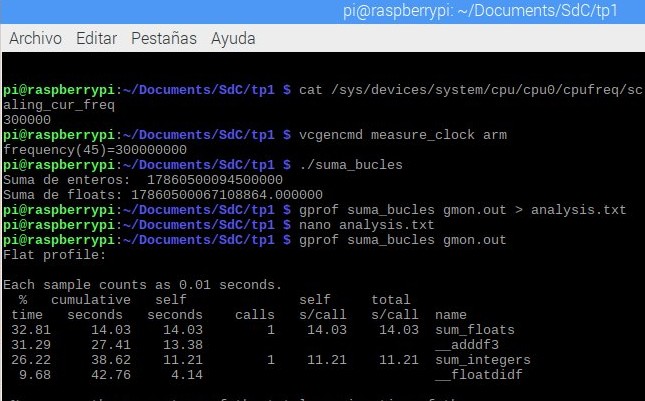 pi@raspberrypi: ~/Documents/SdC/tp1
Archivo Editar Pestañas Ayuda
pi@raspberrypi:~/Documents/SdC/tp1 $ cat /sys/devices/system/cpu/cpu0/cpufreq/sc
aling_cur_freq
300000
pi@raspberrypi:~/Documents/SdC/tp1 $ vcgencmd measure_clock arm
frequency(45)=300000000
pi@raspberrypi:~/Documents/SdC/tp1 $ ./suma_bucles
Suma de enteros:  17860500094500000
Suma de floats: 17860500067108864.000000
pi@raspberrypi:~/Documents/SdC/tp1 $ gprof suma_bucles gmon.out > analysis.txt
pi@raspberrypi:~/Documents/SdC/tp1 $ nano analysis.txt
pi@raspberrypi:~/Documents/SdC/tp1 $ gprof suma_bucles gmon.out
Flat profile:
Each sample counts as 0.01 seconds.
  %   cumulative   self              self     total
 time   seconds   seconds    calls   s/call   s/call  name
 32.81     14.03    14.03        1    14.03    14.03  sum_floats
 31.29     27.41    13.38                             __adddf3
 26.22     38.62    11.21        1    11.21    11.21  sum_integers
  9.68     42.76     4.14                             __floatdidf